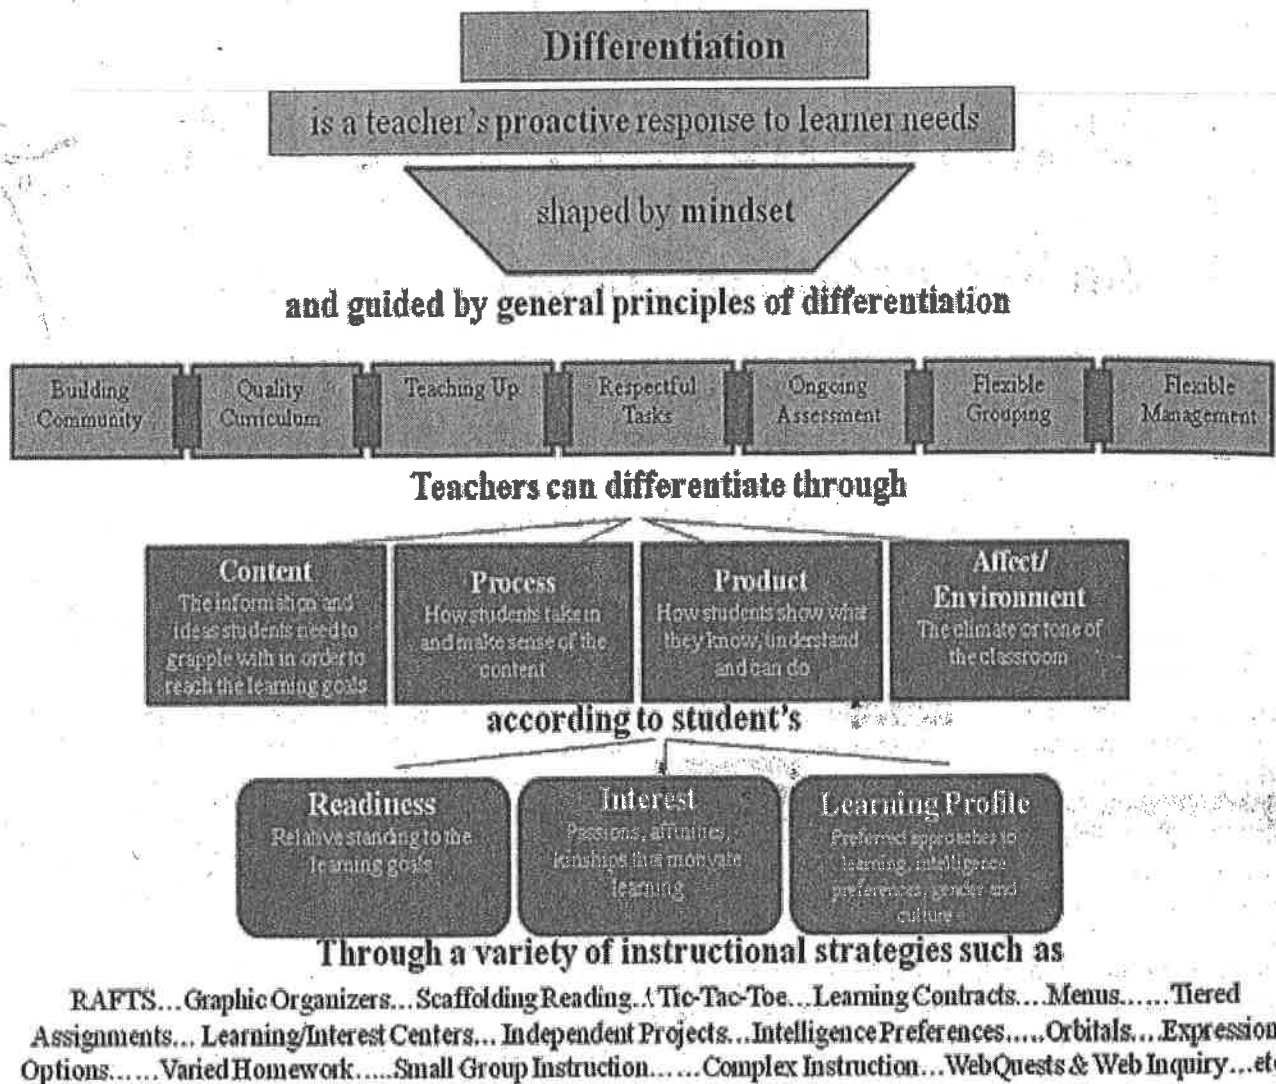 Differentiation
is a teacher's proactive response to learner needs
shaped by mindset
and guided by general principles of differentiation
Building
Community
Quality
Curriculum
Teaching Up
Respectful
Tasks
Ongoing
Assessment
Flexible
Grouping
Flexible
Management
Teachers can differentiate through
Content
The information and
ideas students need to
grapple with in order to
reach the learning goals
Process
How students take in
and make sense of the
content
Product
How students show what
they know, understand
and can do
Affect/
Environment
The climate or tone of
the classroom
according to student's
Readiness
Relative standing to the
learning goals
Interest
Passions, affinities,
kinships that motivate
learning
Learning Profile
Preferred approaches to
learning, intelligence
preferences, gender and
culture
Through a variety of instructional strategies such as
RAFTS...Graphic Organizers...Scaffolding Reading...Tic-Tac-Toe...Learning Contracts....Menus......Tiered
Assignments... Learning/Interest Centers... Independent Projects...Intelligence Preferences.....Orbitals....Expression
Options......Varied Homework.....Small Group Instruction......Complex Instruction...WebQuests & Web Inquiry...etc